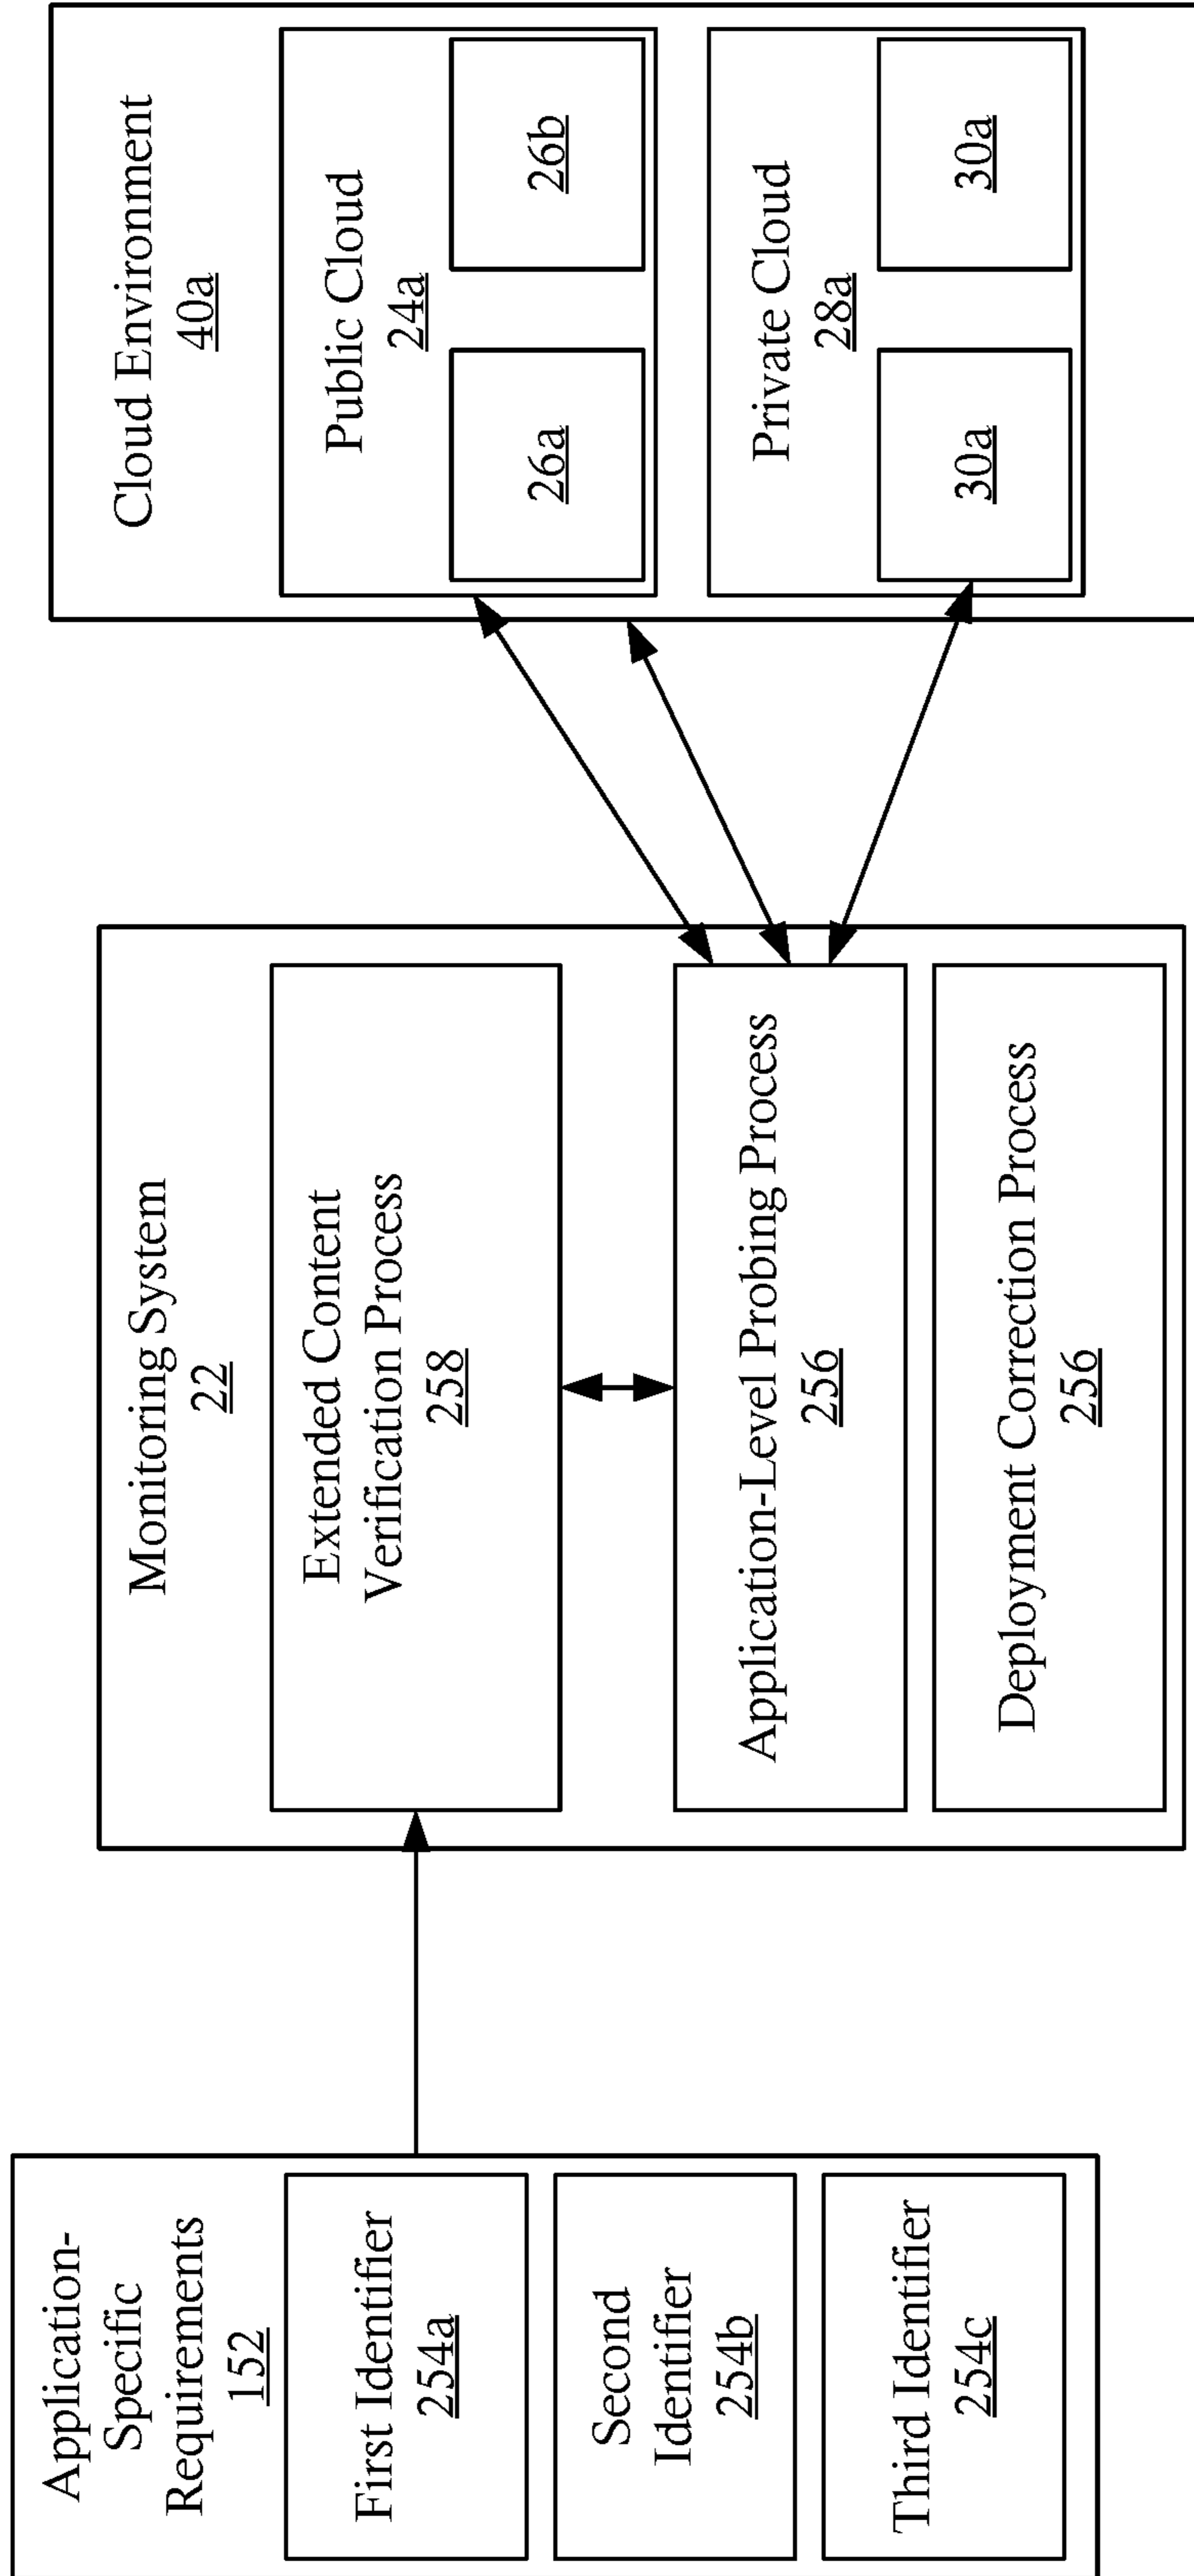 Application-
Specific
Requirements
152
First Identifier
254a
Second
Identifier
254b
Third Identifier
254c
Monitoring System
22
Extended Content
Verification Process
258
Application-Level Probing Process
256
Deployment Correction Process
256
Cloud Environment
40a
Public Cloud
24a
26a
26b
Private Cloud
28a
30a
30a